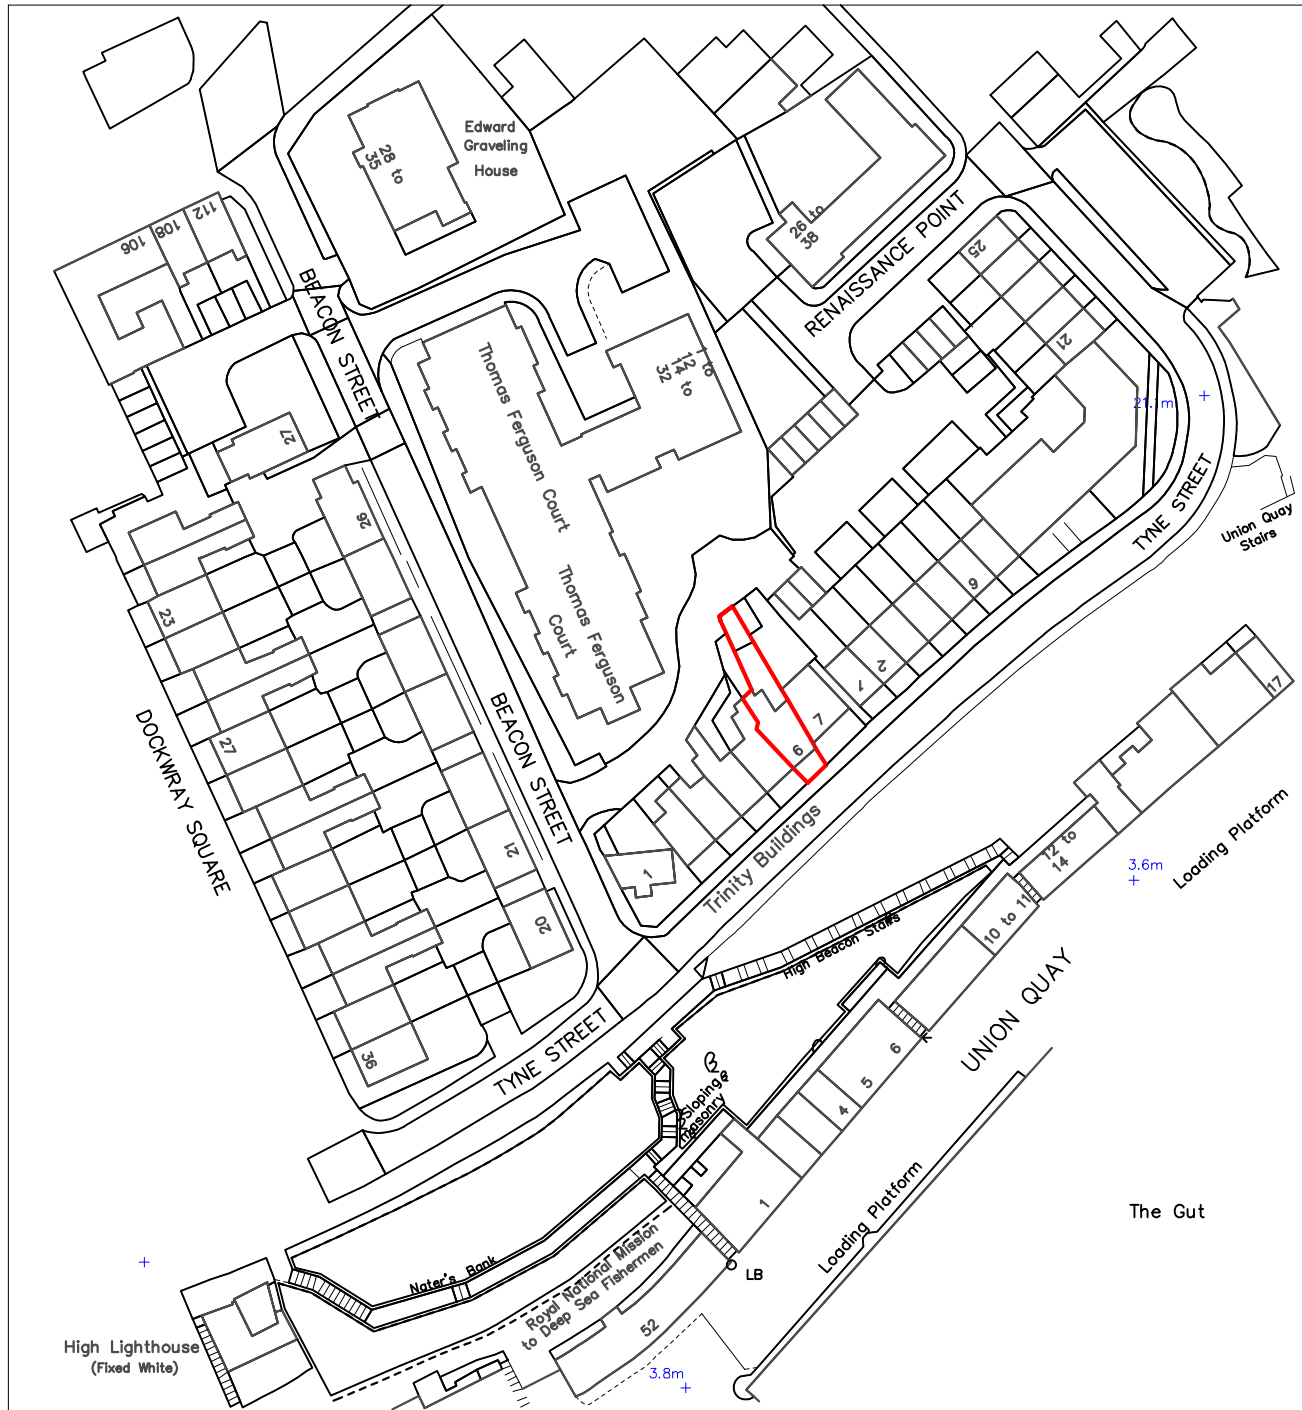 Edward
Graveling
House
28 to
35
26 to
38
RENAISSANCE POINT
25
21
106
108
112
BEACON STREET
27
Thomas Ferguson Court
1 to
12
14 to
32
Thomas Ferguson
Court
21.1m
TYNE STREET
Union Quay
Stairs
26
23
27
DOCKWRAY SQUARE
BEACON STREET
21
20
36
9
2
1
7
6
1
Trinity Buildings
17
12 to
14
3.6m
Loading Platform
10 to 11
High Beacon Stairs
UNION QUAY
TYNE STREET
Sloping
masonry
6
5
4
1
Loading Platform
The Gut
Nater's Bank
Royal National Mission
to Deep Sea Fishermen
LB
52
3.8m
High Lighthouse
(Fixed White)